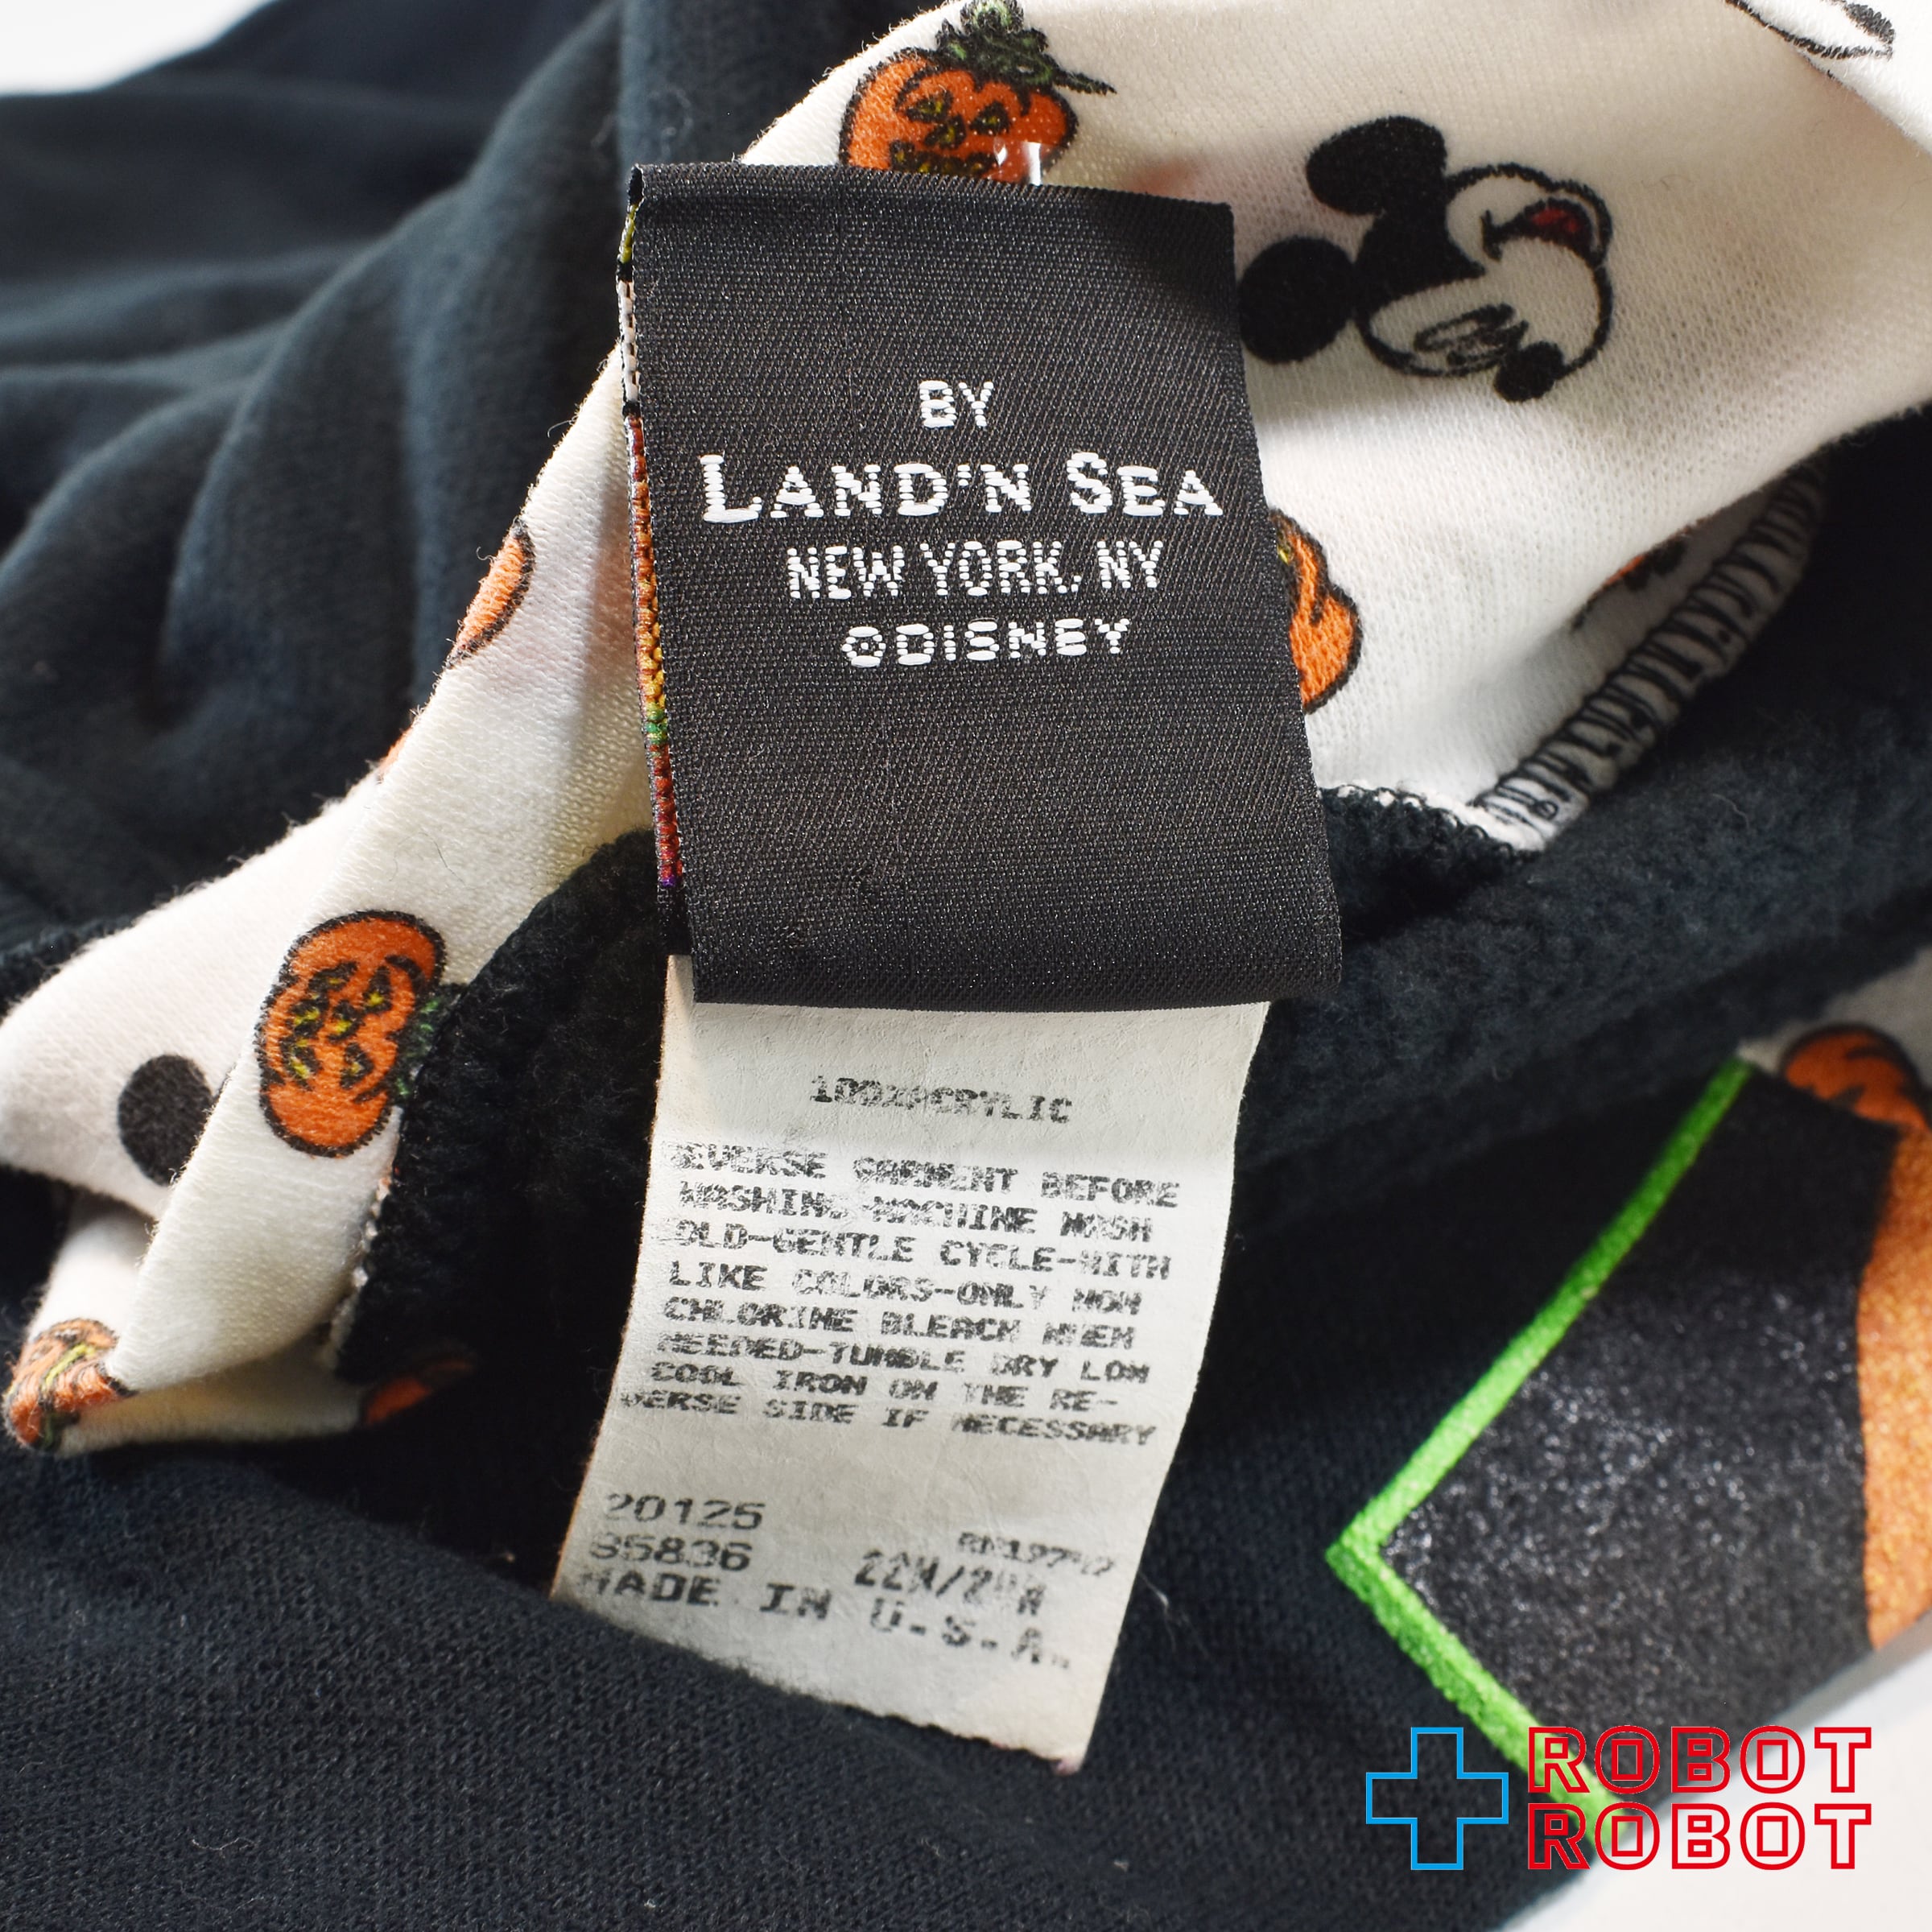 BY
LAND'N SEA
NEW YORK, NY
©DISNEY
100%ACRYLIC
REVERSE GARMENT BEFORE
WASHING-MACHINE WASH
OLD-GENTLE CYCLE-WITH
LIKE COLORS-ONLY NON
CHLORINE BLEACH WHEN
NEEDED-TUMBLE DRY LOW
COOL IRON ON THE RE-
VERSE SIDE IF NECESSARY
20125
35836
MADE IN U.S.A.
ROBOT
ROBOT